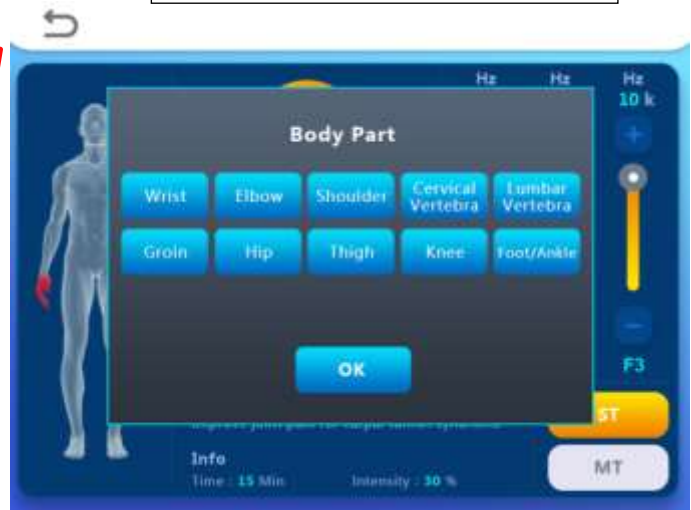 Hz Hz Hz
10 k
Body Part
Wrist Elbow Shoulder Cervical Vertebra Lumbar Vertebra
Groin Hip Thigh Knee Foot/Ankle
OK
F3
ST
Info
MT
Time : 15 Min Intensity : 30 %